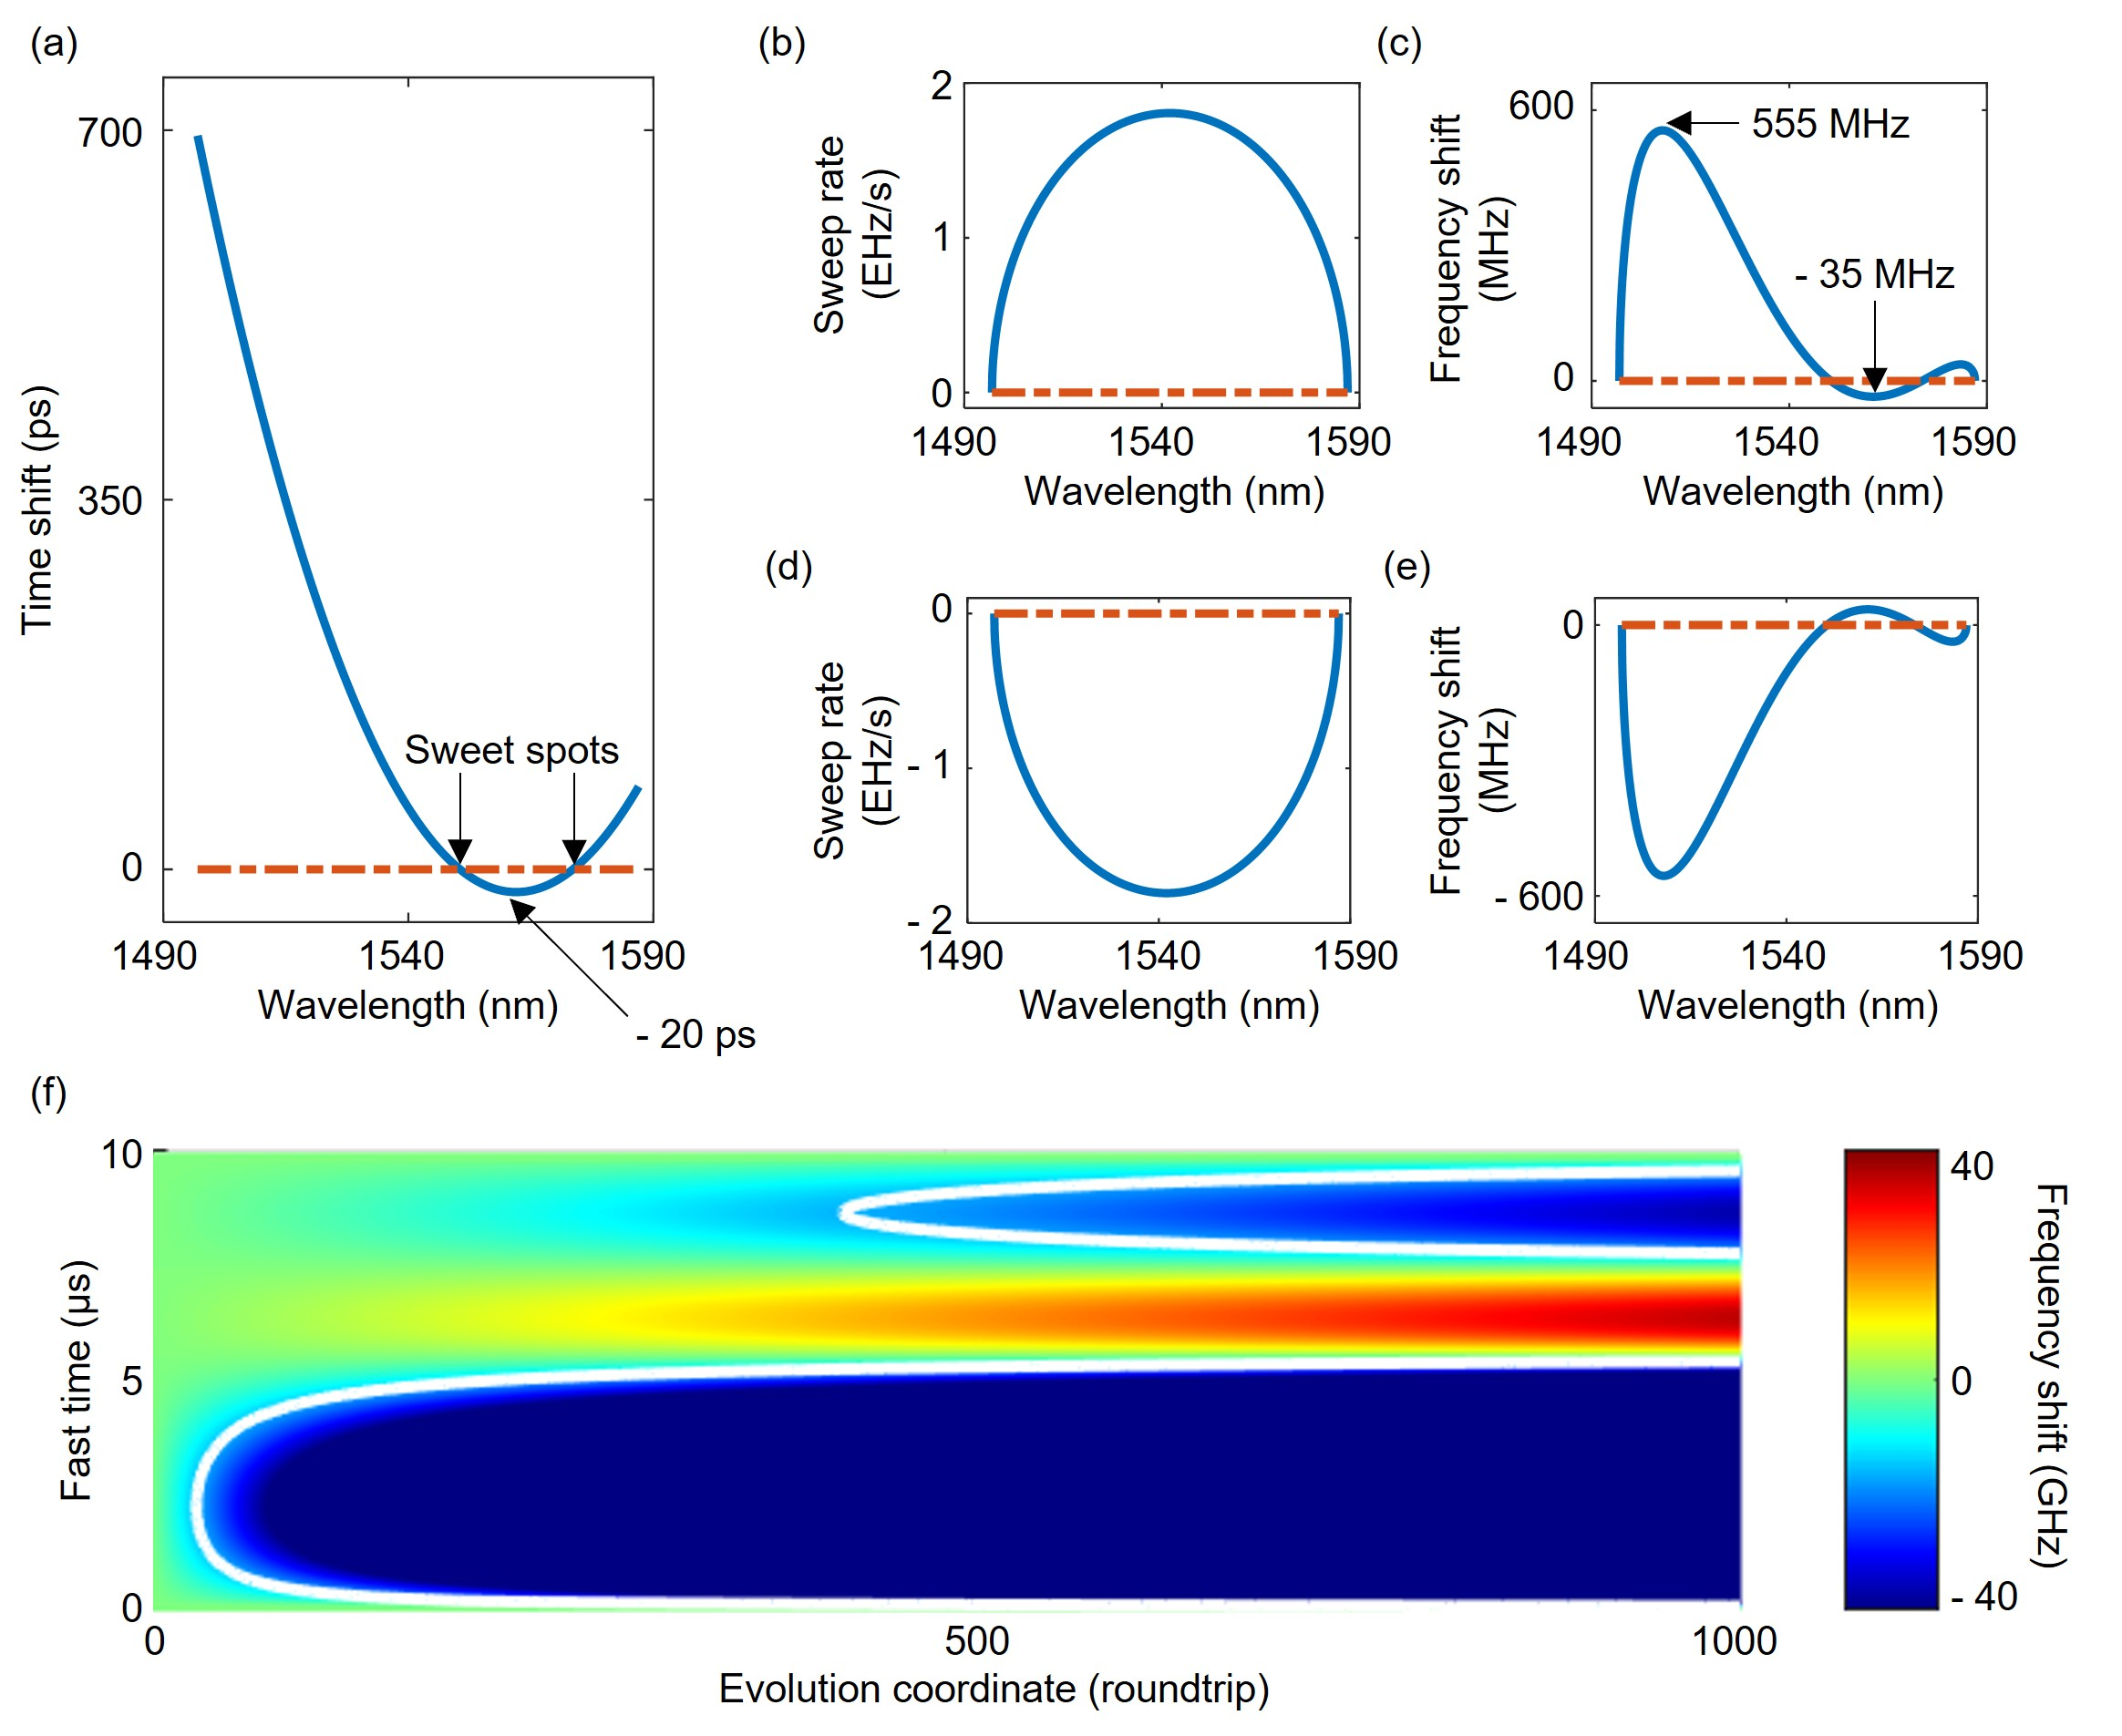 (a)
700
350
0
Time shift (ps)
Sweet spots
1490 1540 1590
Wavelength (nm)
- 20 ps
(b)
2
1
0
Sweep rate
(EHz/s)
1490 1540 1590
Wavelength (nm)
(c)
600
0
Frequency shift
(MHz)
555 MHz
- 35 MHz
1490 1540 1590
Wavelength (nm)
(d)
0
- 1
- 2
Sweep rate
(EHz/s)
1490 1540 1590
Wavelength (nm)
(e)
0
- 600
Frequency shift
(MHz)
1490 1540 1590
Wavelength (nm)
(f)
10
5
0
Fast time (μs)
0 500 1000
Evolution coordinate (roundtrip)
40
0
- 40
Frequency shift (GHz)